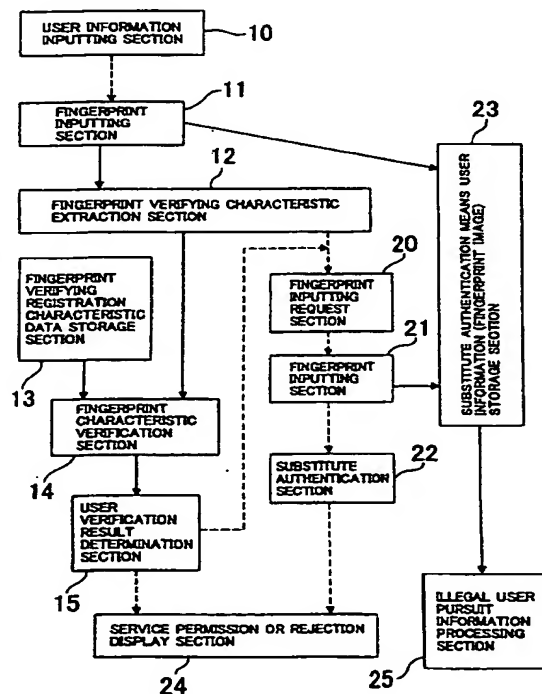 USER INFORMATION
INPUTTING SECTION
10
FINGERPRINT
INPUTTING
SECTION
11
23
12
FINGERPRINT VERIFYING CHARACTERISTIC
EXTRACTION SECTION
SUBSTITUTE AUTHENTICATION MEANS USER
INFORMATION (FINGERPRINT IMAGE)
STORAGE SECTION
20
FINGERPRINT
VERIFYING
REGISTRATION
CHARACTERISTIC
DATA STORAGE
SECTION
FINGERPRINT
INPUTTING
REQUEST
SECTION
21
13
FINGERPRINT
INPUTTING
SECTION
FINGERPRINT
CHARACTERISTIC
VERIFICATION
SECTION
14
22
SUBSTITUTE
AUTHENTICATION
SECTION
USER
VERIFICATION
RESULT
DETERMINATION
SECTION
15
ILLEGAL USER
PURSUIT
INFORMATION
PROCESSING
SECTION
SERVICE PERMISSION OR REJECTION
DISPLAY SECTION
24
25